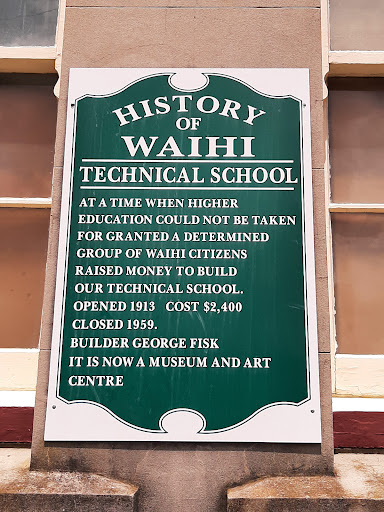 HISTORY
OF
WAIHI
TECHNICAL SCHOOL
AT A TIME WHEN HIGHER
EDUCATION COULD NOT BE TAKEN
FOR GRANTED A DETERMINED
GROUP OF WAIHI CITIZENS
RAISED MONEY TO BUILD
OUR TECHNICAL SCHOOL.
OPENED 1913 COST $2,400
CLOSED 1959.
BUILDER GEORGE FISK
IT IS NOW A MUSEUM AND ART
CENTRE